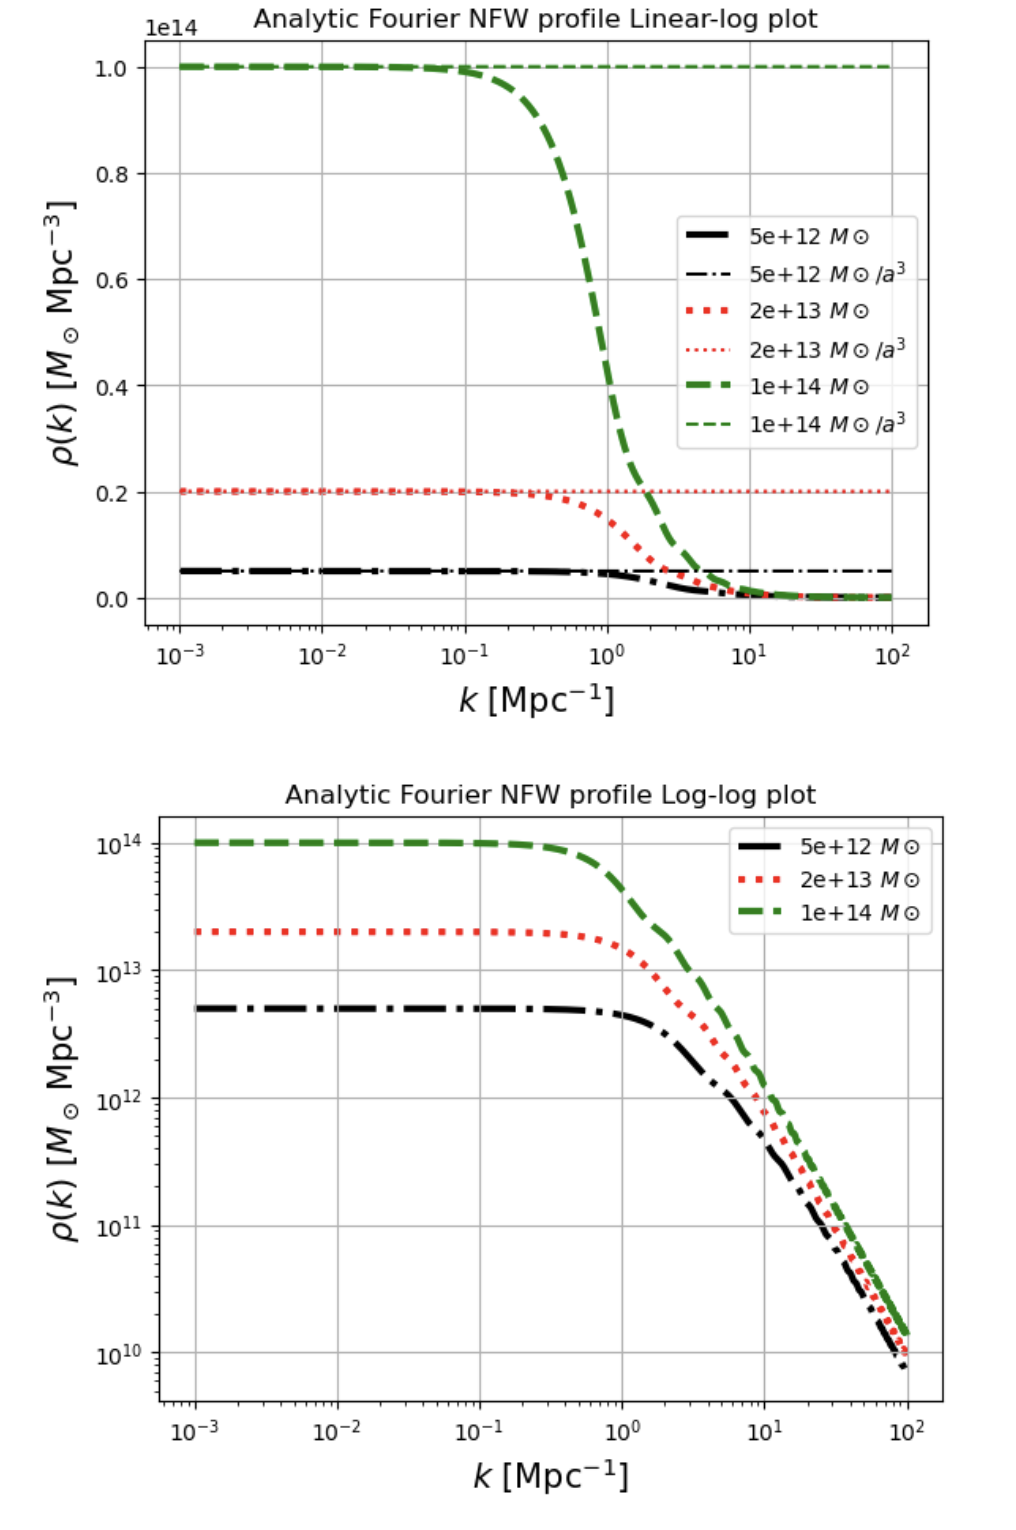 Analytic Fourier NFW profile Linear-log plot
1e14
1.0
0.8
0.6
0.4
0.2
0.0
ρ(k) [M⊙ Mpc⁻³]
5e+12 M⊙
5e+12 M⊙/a³
2e+13 M⊙
2e+13 M⊙/a³
1e+14 M⊙
1e+14 M⊙/a³
10⁻³ 10⁻² 10⁻¹ 10⁰ 10¹ 10²
k [Mpc⁻¹]
Analytic Fourier NFW profile Log-log plot
10¹⁴
10¹³
10¹²
10¹¹
10¹⁰
ρ(k) [M⊙ Mpc⁻³]
5e+12 M⊙
2e+13 M⊙
1e+14 M⊙
10⁻³ 10⁻² 10⁻¹ 10⁰ 10¹ 10²
k [Mpc⁻¹]